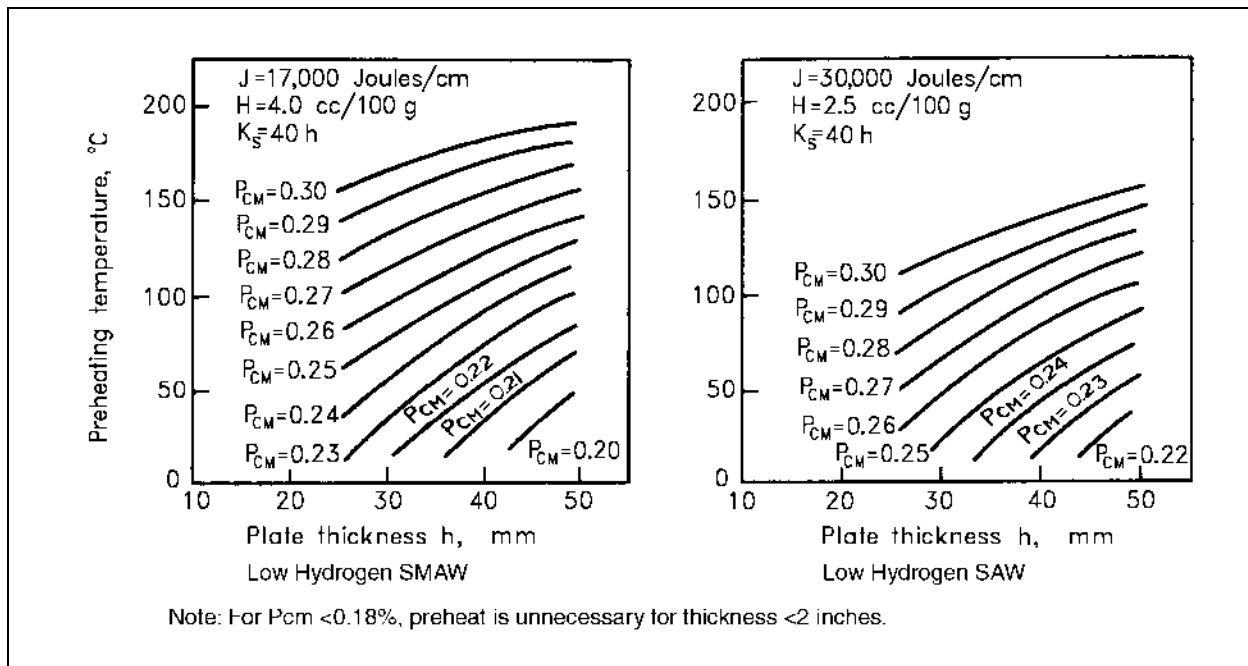 J=17,000 Joules/cm
H=4.0 cc/100 g
KS=40 h
Preheating temperature, °C
200
150
100
50
0
PCM=0.30
PCM=0.29
PCM=0.28
PCM=0.27
PCM=0.26
PCM=0.25
PCM=0.24
PCM=0.23
PCM=0.22
PCM=0.21
PCM=0.20
10 20 30 40 50
Plate thickness h, mm
Low Hydrogen SMAW
J=30,000 Joules/cm
H=2.5 cc/100 g
KS=40 h
200
150
100
50
0
PCM=0.30
PCM=0.29
PCM=0.28
PCM=0.27
PCM=0.26
PCM=0.25
PCM=0.24
PCM=0.23
PCM=0.22
10 20 30 40 50
Plate thickness h, mm
Low Hydrogen SAW
Note: For Pcm <0.18%, preheat is unnecessary for thickness <2 inches.